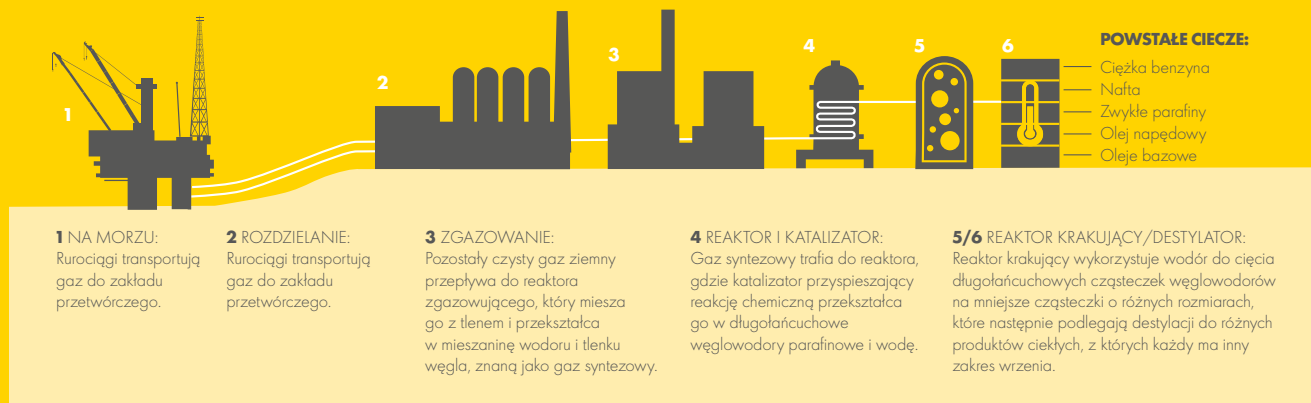 1
2
3
4
5
6
POWSTAŁE CIECZE:
Ciężka benzyna
Nafta
Zwykłe parafiny
Olej napędowy
Oleje bazowe
1 NA MORZU:
Rurociągi transportują
gaz do zakładu
przetwórczego.
2 ROZDZIELANIE:
Rurociągi transportują
gaz do zakładu
przetwórczego.
3 ZGAZOWANIE:
Pozostały czysty gaz ziemny
przepływa do reaktora
zgazowującego, który miesza
go z tlenem i przekształca
w mieszaninę wodoru i tlenku
węgla, znaną jako gaz syntezowy.
4 REAKTOR I KATALIZATOR:
Gaz syntezowy trafia do reaktora,
gdzie katalizator przyspieszający
reakcję chemiczną przekształca
go w długołańcuchowe
węglowodory parafinowe i wodę.
5/6 REAKTOR KRAKUJĄCY/DESTYLATOR:
Reaktor krakujący wykorzystuje wodór do cięcia
długołańcuchowych cząsteczek węglowodorów
na mniejsze cząsteczki o różnych rozmiarach,
które następnie podlegają destylacji do różnych
produktów ciekłych, z których każdy ma inny
zakres wrzenia.